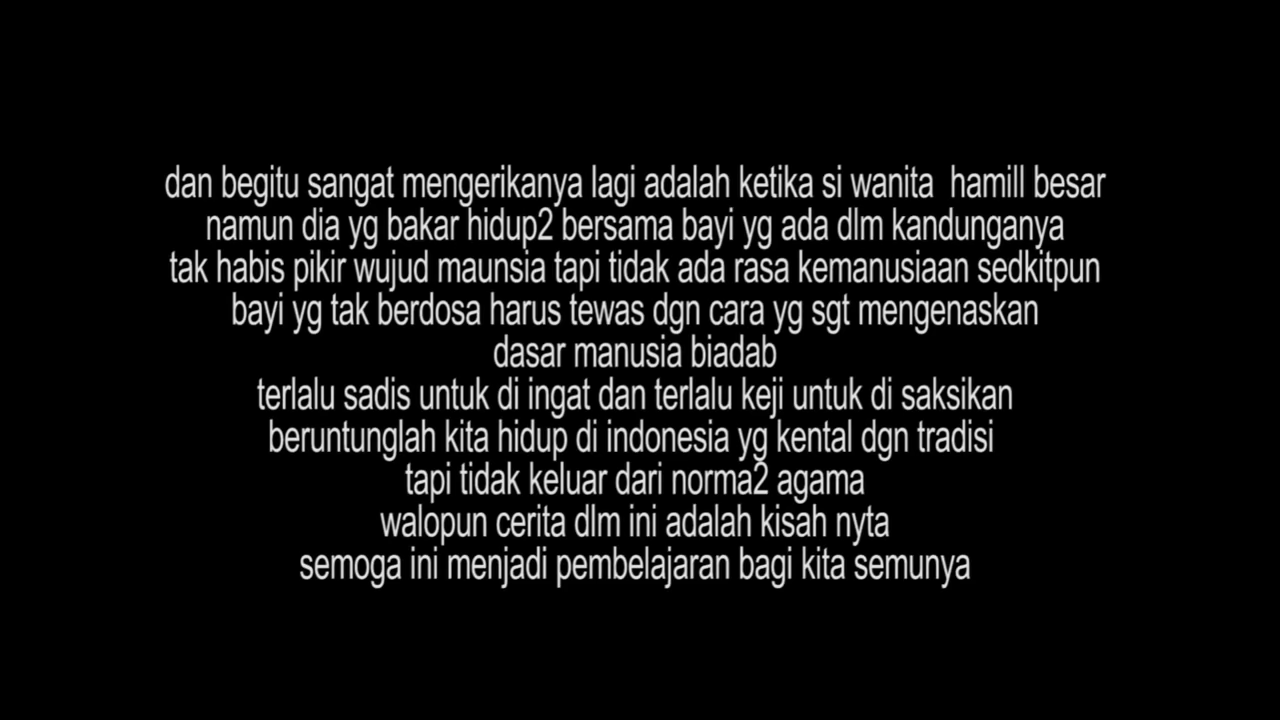 dan begitu sangat mengerikanya lagi adalah ketika si wanita  hamill besar
namun dia yg bakar hidup2 bersama bayi yg ada dlm kandunganya
tak habis pikir wujud maunsia tapi tidak ada rasa kemanusiaan sedkitpun
bayi yg tak berdosa harus tewas dgn cara yg sgt mengenaskan
dasar manusia biadab
terlalu sadis untuk di ingat dan terlalu keji untuk di saksikan
beruntunglah kita hidup di indonesia yg kental dgn tradisi
tapi tidak keluar dari norma2 agama
walopun cerita dlm ini adalah kisah nyta
semoga ini menjadi pembelajaran bagi kita semunya